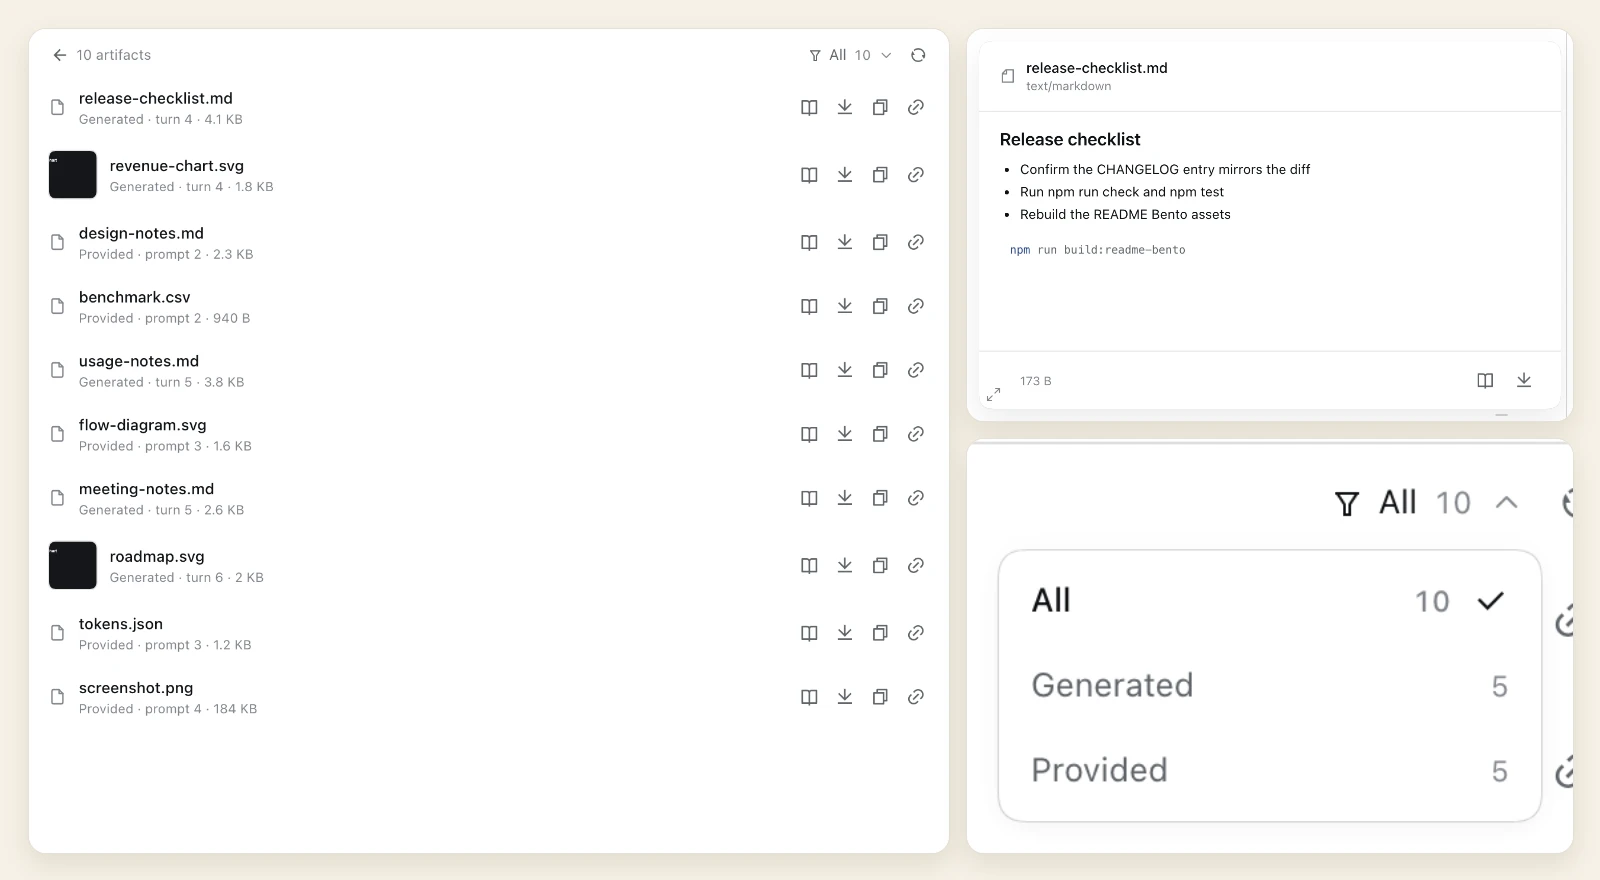 10 artifacts
All 10
release-checklist.md
Generated · turn 4 · 4.1 KB
revenue-chart.svg
Generated · turn 4 · 1.8 KB
design-notes.md
Provided · prompt 2 · 2.3 KB
benchmark.csv
Provided · prompt 2 · 940 B
usage-notes.md
Generated · turn 5 · 3.8 KB
flow-diagram.svg
Provided · prompt 3 · 1.6 KB
meeting-notes.md
Generated · turn 5 · 2.6 KB
roadmap.svg
Generated · turn 6 · 2 KB
tokens.json
Provided · prompt 3 · 1.2 KB
screenshot.png
Provided · prompt 4 · 184 KB
release-checklist.md
text/markdown
Release checklist
• Confirm the CHANGELOG entry mirrors the diff
• Run npm run check and npm test
• Rebuild the README Bento assets
npm run build:readme-bento
173 B
All 10
All 10
Generated 5
Provided 5